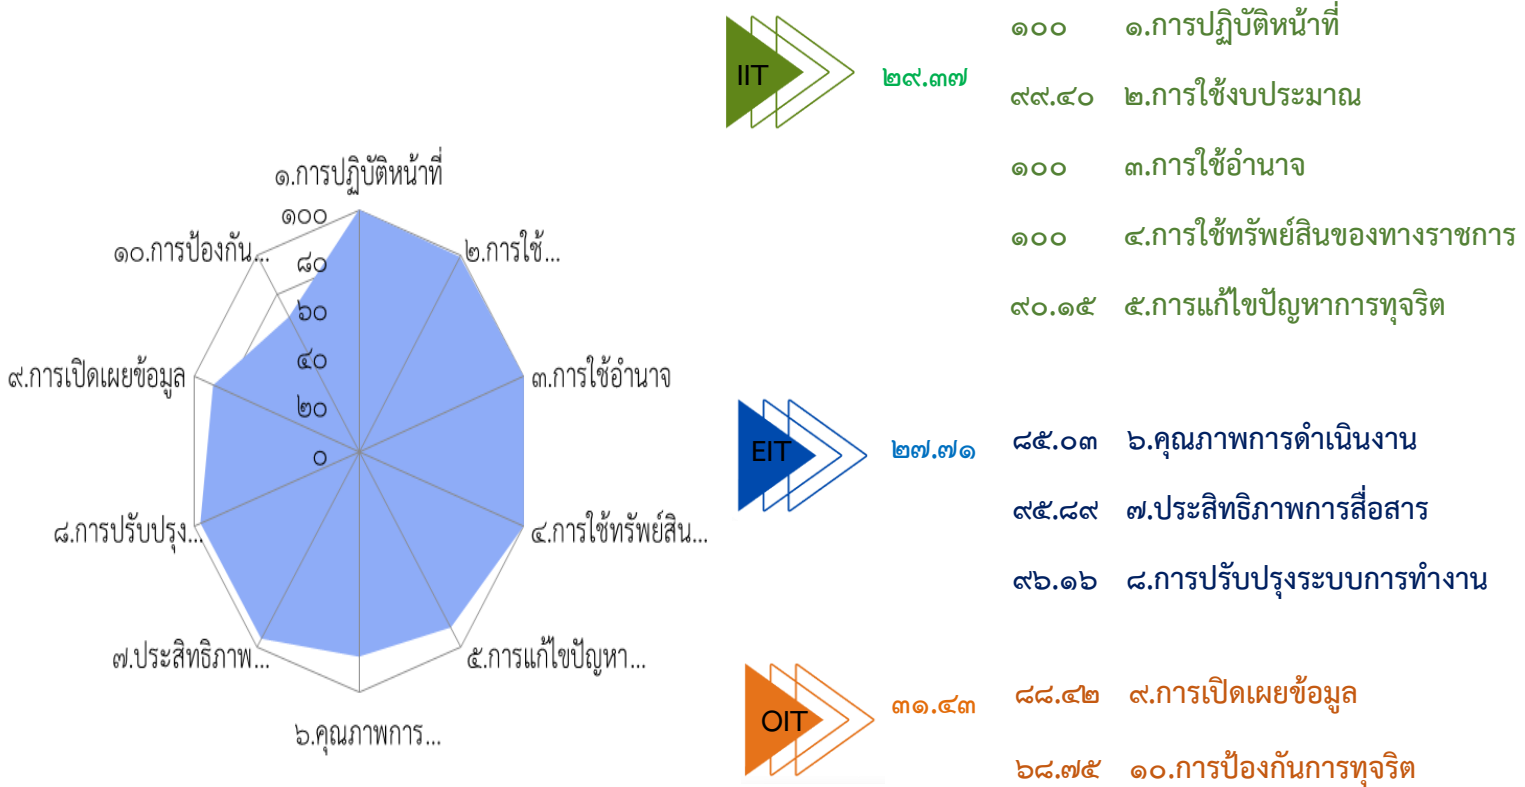 ๑.การปฏิบัติหน้าที่
๑๐๐
๑๐.การป้องกัน...
๒.การใช้...
๘๐
๖๐
๔๐
๙.การเปิดเผยข้อมูล
๓.การใช้อำนาจ
๒๐
๐
๘.การปรับปรุง...
๔.การใช้ทรัพย์สิน...
๗.ประสิทธิภาพ...
๕.การแก้ไขปัญหา...
๖.คุณภาพการ...
IIT
๒๙.๓๗
๑๐๐ ๑.การปฏิบัติหน้าที่
๙๙.๔๐ ๒.การใช้งบประมาณ
๑๐๐ ๓.การใช้อำนาจ
๑๐๐ ๔.การใช้ทรัพย์สินของทางราชการ
๙๐.๑๕ ๕.การแก้ไขปัญหาการทุจริต
EIT
๒๗.๗๑
๘๕.๐๓ ๖.คุณภาพการดำเนินงาน
๙๕.๘๙ ๗.ประสิทธิภาพการสื่อสาร
๙๖.๑๖ ๘.การปรับปรุงระบบการทำงาน
OIT
๓๑.๔๓
๘๘.๔๒ ๙.การเปิดเผยข้อมูล
๖๘.๗๕ ๑๐.การป้องกันการทุจริต